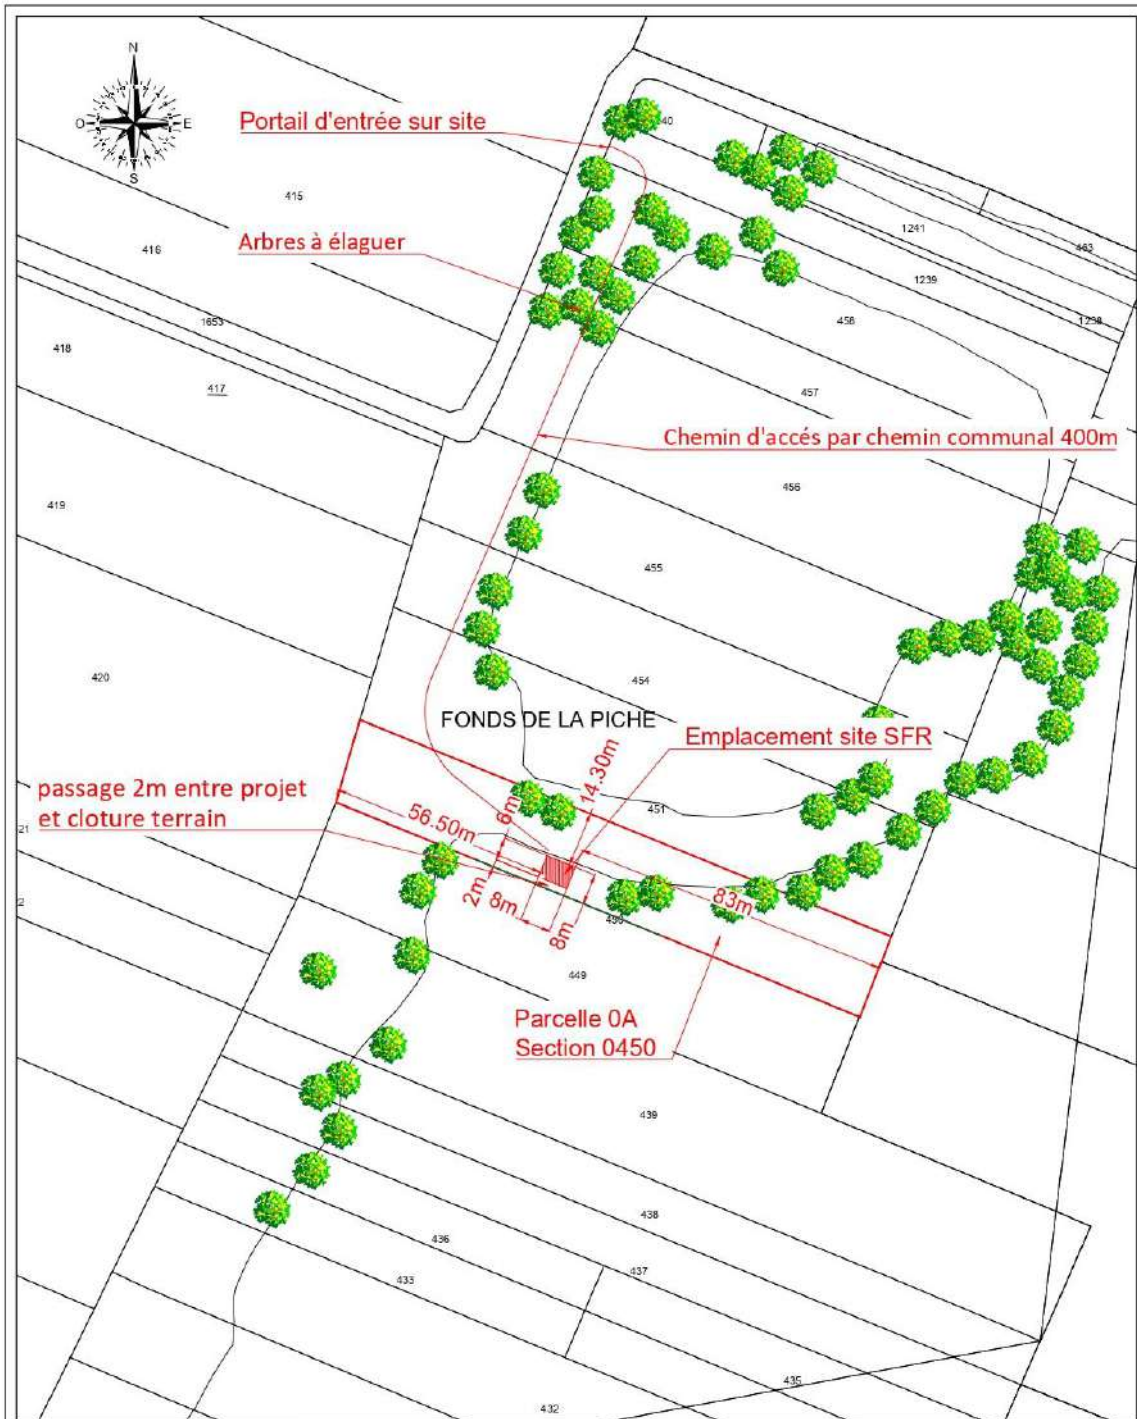 N
O
E
S
Portail d'entrée sur site
40
415
1241
463
Arbres à élaguer
416
1239
1653
458
1238
418
417
457
Chemin d'accés par chemin communal 400m
456
419
455
420
454
FONDS DE LA PICHE
Emplacement site SFR
14.30m
passage 2m entre projet
et cloture terrain
56.50m
6m
451
21
2m
8m
8m
83m
2
449
Parcelle 0A
Section 0450
439
438
436
437
433
435
432